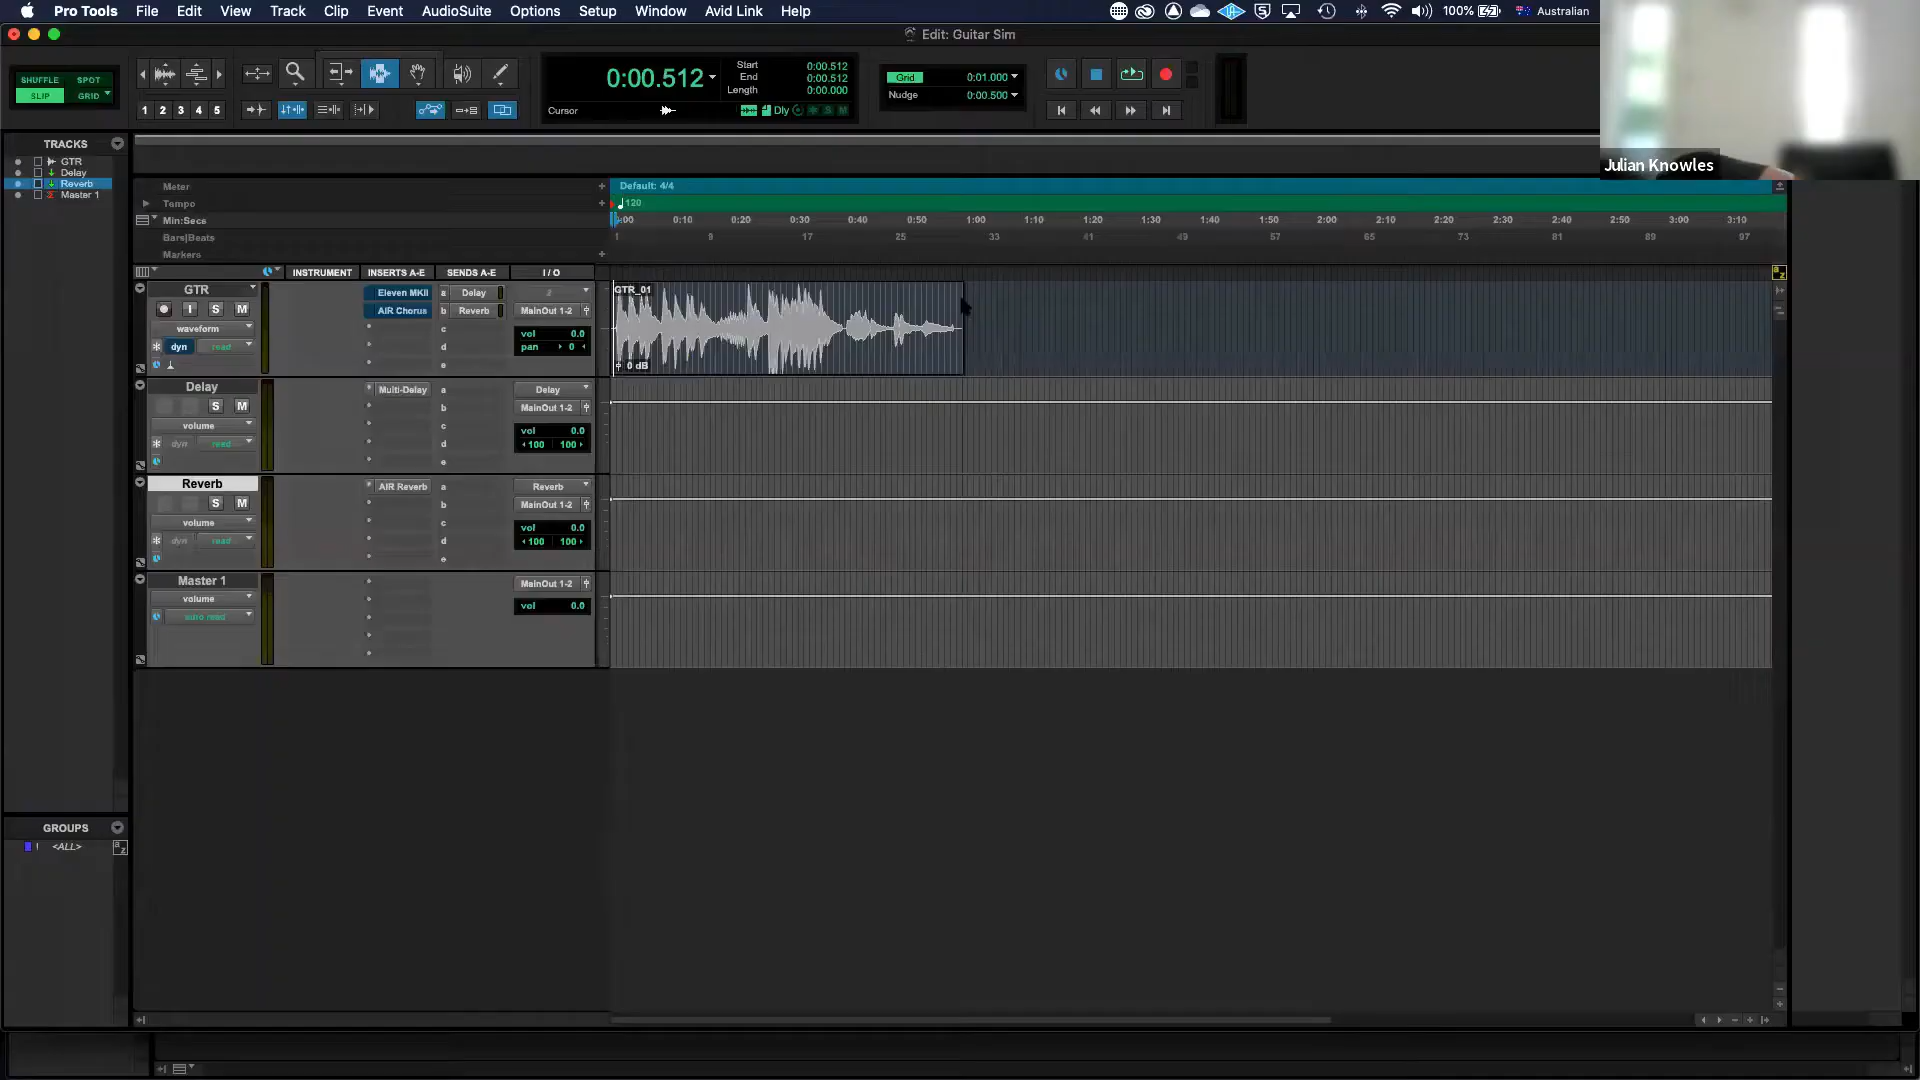 Pro Tools File Edit View Track Clip Event AudioSuite Options Setup Window Avid Link Help 100% Australian
Edit: Guitar Sim
SHUFFLE SPOT
SLIP GRID
1 2 3 4 5
0:00.512
Start 0:00.512
End 0:00.512
Length 0:00.000
Cursor Dly S M
Grid 0:01.000
Nudge 0:00.500
Julian Knowles
TRACKS
GTR
Delay
Reverb
Master 1
Meter Default: 4/4
Tempo 120
Min:Secs 0:00 0:10 0:20 0:30 0:40 0:50 1:00 1:10 1:20 1:30 1:40 1:50 2:00 2:10 2:20 2:30 2:40 2:50 3:00 3:10
Bars|Beats 1 9 17 25 33 41 49 57 65 73 81 89 97
Markers
INSTRUMENT INSERTS A-E SENDS A-E I / O
GTR Eleven MKII a Delay
I S M AIR Chorus b Reverb MainOut 1-2
waveform c vol 0.0
dyn read d pan 0
e
GTR_01
0 dB
Delay Multi-Delay a Delay
S M b MainOut 1-2
volume c vol 0.0
dyn read d 100 100
e
Reverb AIR Reverb a Reverb
S M b MainOut 1-2
volume c vol 0.0
dyn read d 100 100
e
Master 1 MainOut 1-2
volume vol 0.0
auto read
GROUPS
! <ALL>
a z